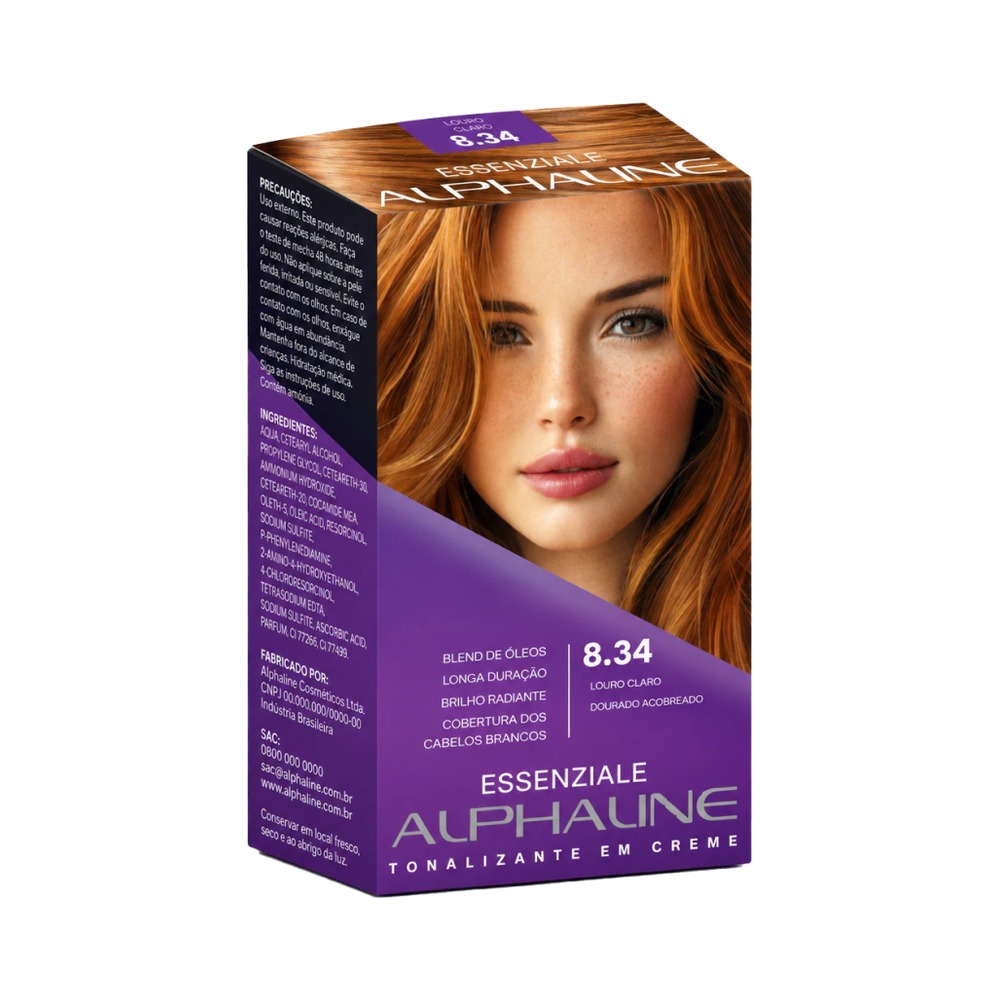 LOURO
CLARO
8.34
ESSENZIALE
ALPHALINE
PRECAUÇÕES:
Uso externo. Este produto pode
causar reações alérjcas. Faça
o teste de mecha 48 horas antes
do uso. Não aplique sobre a pele
ferida, irritada ou sensível. Evite o
contato com os olhos. Em caso de
contato com os olhos, enxágue
com água em abundância.
Mantenha fora do alcance de
crianças. Hidratação médica.
Siga as instruções de uso.
Contém amônia.
INGREDIENTES:
AQUA, CETEARYL ALCOHOL,
PROPYLENE GLYCOL, CETEARETH-30,
AMMONIUM HYDROXIDE,
CETEARETH-20, COCAMIDE MEA,
OLETH-5, OLEIC ACID, RESORCINOL,
SODIUM SULFITE,
P-PHENYLENEDIAMINE,
2-AMINO-4-HYDROXYETHANOL,
4-CHLORORESORCINOL,
TETRASODIUM EDTA,
SODIUM SULFITE, ASCORBIC ACID,
PARFUM, CI 77266, CI 77499.
FABRICADO POR:
Alphaline Cosméticos Ltda.
CNPJ 00.000.000/0000-00
Indústria Brasileira
SAC:
0800 000 0000
sac@alphaline.com.br
www.alphaline.com.br
Conservar em local fresco,
seco e ao abrigo da luz.
BLEND DE ÓLEOS
LONGA DURAÇÃO
BRILHO RADIANTE
COBERTURA DOS
CABELOS BRANCOS
8.34
LOURO CLARO
DOURADO ACOBREADO
ESSENZIALE
ALPHALINE
TONALIZANTE EM CREME